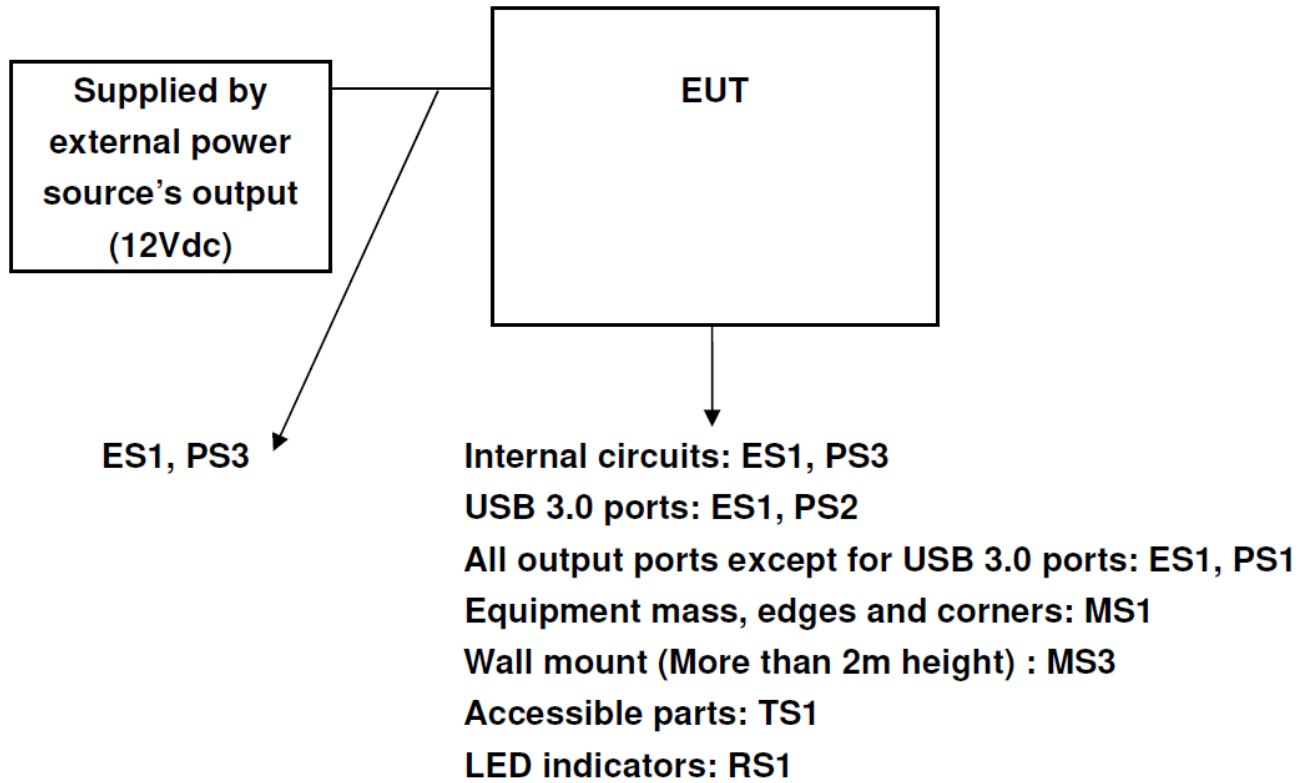 Supplied by
external power
source’s output
(12Vdc)
EUT
ES1, PS3
Internal circuits: ES1, PS3
USB 3.0 ports: ES1, PS2
All output ports except for USB 3.0 ports: ES1, PS1
Equipment mass, edges and corners: MS1
Wall mount (More than 2m height) : MS3
Accessible parts: TS1
LED indicators: RS1